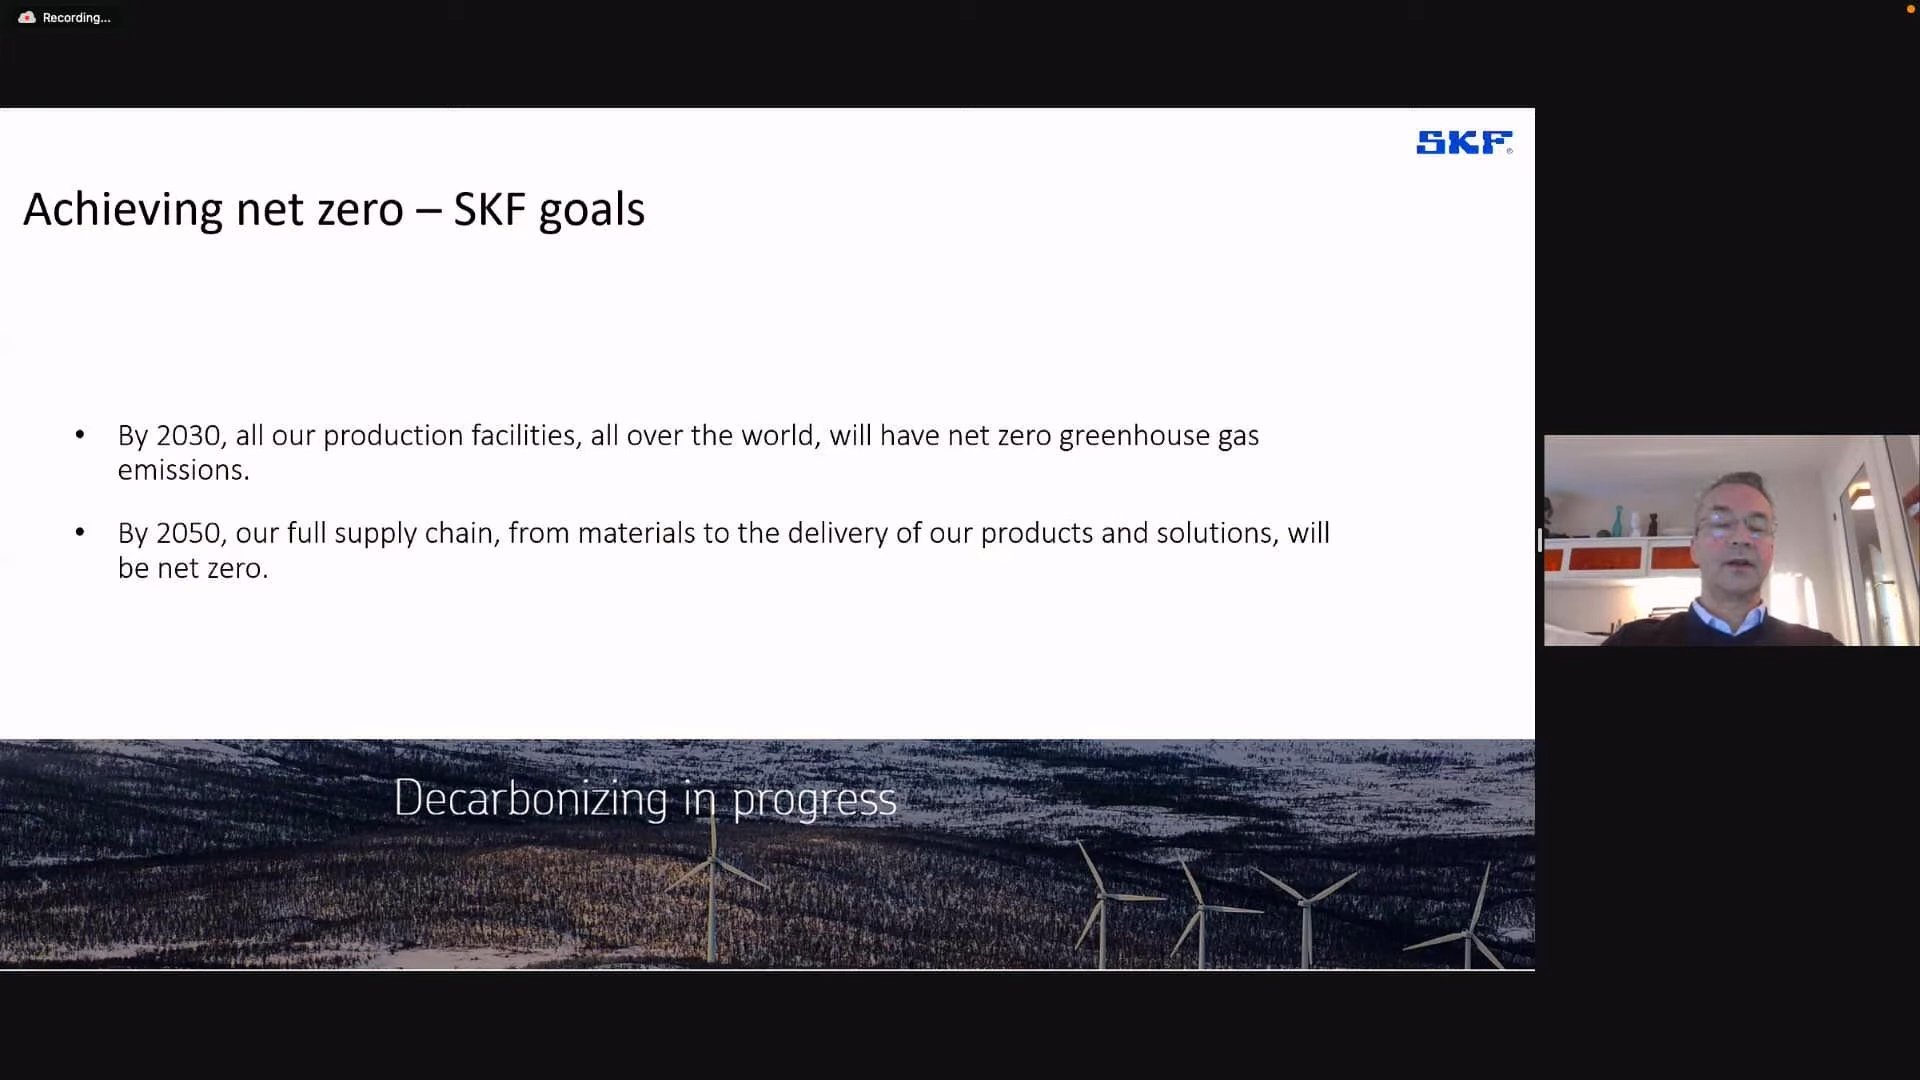 Recording...
SKF
Achieving net zero – SKF goals
• By 2030, all our production facilities, all over the world, will have net zero greenhouse gas
emissions.
• By 2050, our full supply chain, from materials to the delivery of our products and solutions, will
be net zero.
Decarbonizing in progress